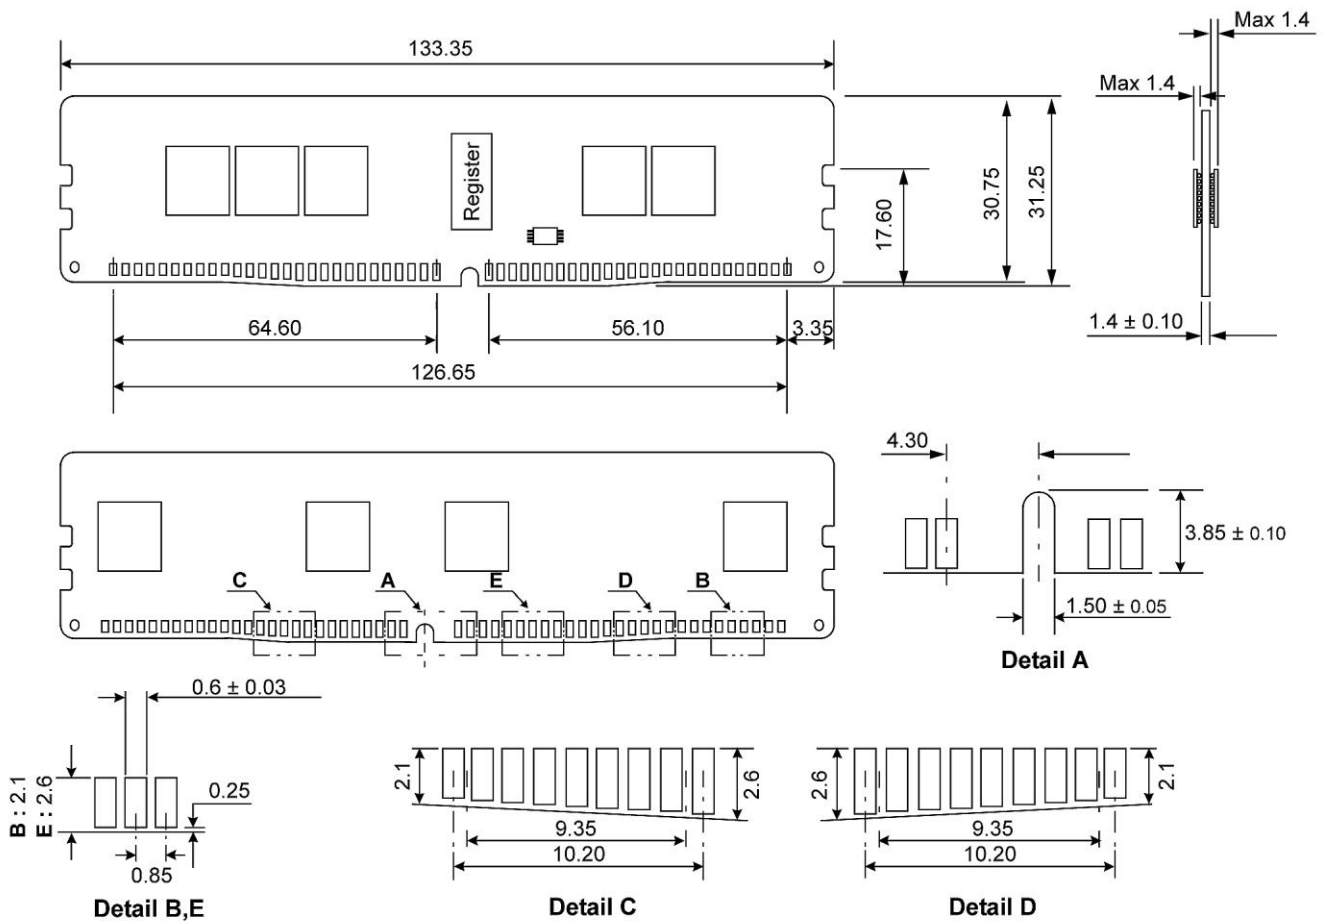 133.35
Max 1.4
Max 1.4
Register
17.60
30.75
31.25
64.60
56.10
3.35
126.65
1.4 ± 0.10
C
A
E
D
B
4.30
3.85 ± 0.10
1.50 ± 0.05
Detail A
0.6 ± 0.03
B : 2.1
E : 2.6
0.25
0.85
Detail B,E
2.1
2.6
9.35
10.20
Detail C
2.6
2.1
9.35
10.20
Detail D